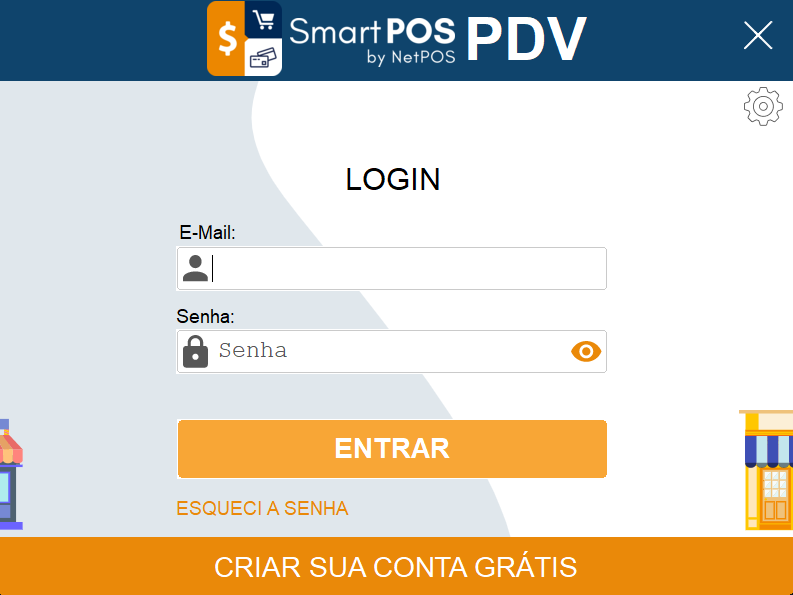 $
SmartPOS
by NetPOS
PDV
LOGIN
E-Mail:
Senha:
Senha
ENTRAR
ESQUECI A SENHA
CRIAR SUA CONTA GRÁTIS